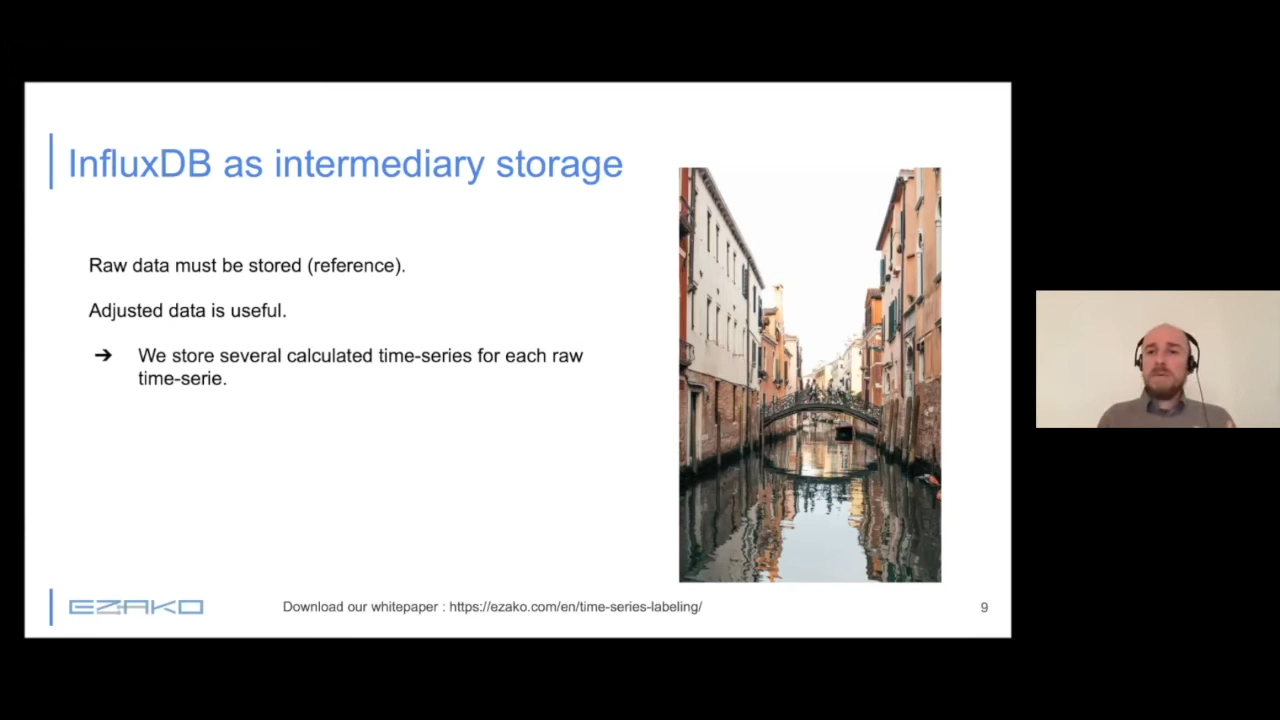 InfluxDB as intermediary storage
Raw data must be stored (reference).
Adjusted data is useful.
➔ We store several calculated time-series for each raw
time-serie.
EZAKO
Download our whitepaper : https://ezako.com/en/time-series-labeling/
9